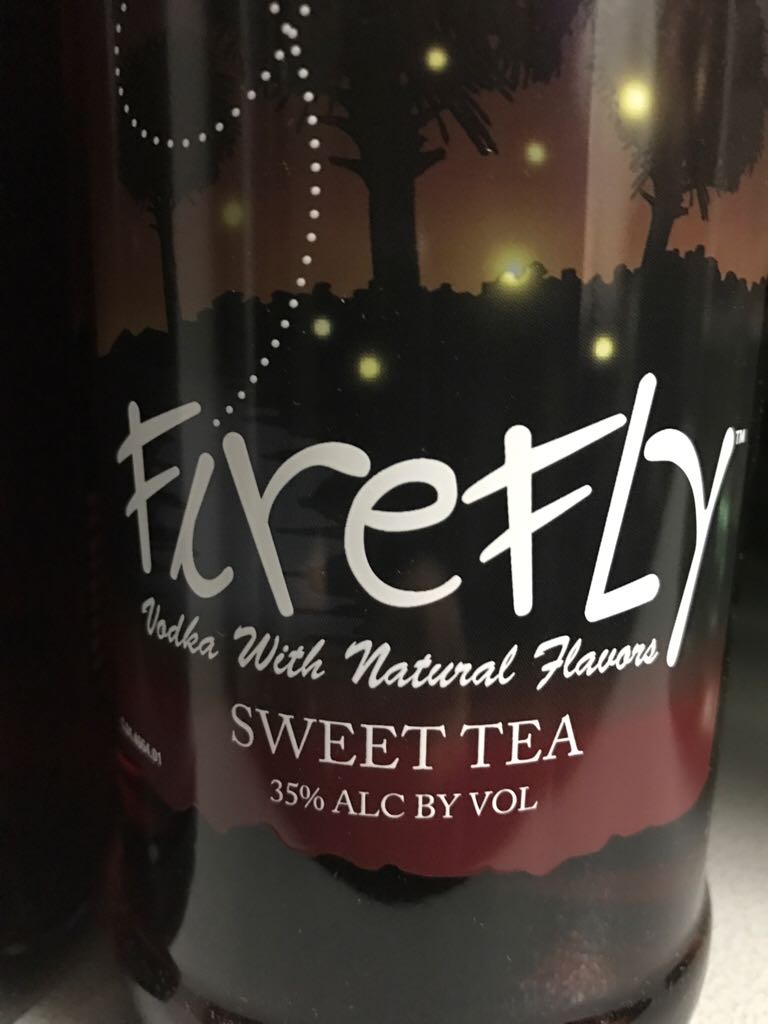 FireFLy™
Vodka With Natural Flavors
SWEET TEA
35% ALC BY VOL